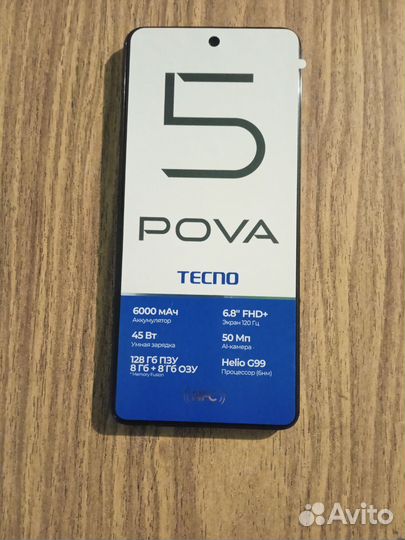 5
POVA
TECNO
6000 мАч
Аккумулятор
45 Вт
Умная зарядка
128 Гб ПЗУ
8 Гб + 8 Гб ОЗУ
* Memory Fusion
6.8" FHD+
Экран 120 Гц
50 Мп
AI-камера
Helio G99
Процессор (6нм)
((NFC))
Avito